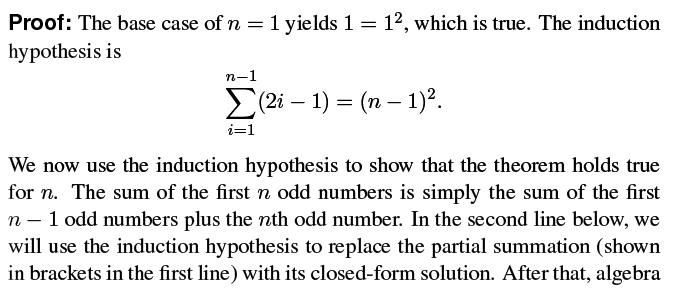 Proof: The base case of n = 1 yields 1 = 1², which is true. The induction
hypothesis is
n−1
∑(2i − 1) = (n − 1)².
i=1
We now use the induction hypothesis to show that the theorem holds true
for n. The sum of the first n odd numbers is simply the sum of the first
n − 1 odd numbers plus the nth odd number. In the second line below, we
will use the induction hypothesis to replace the partial summation (shown
in brackets in the first line) with its closed-form solution. After that, algebra